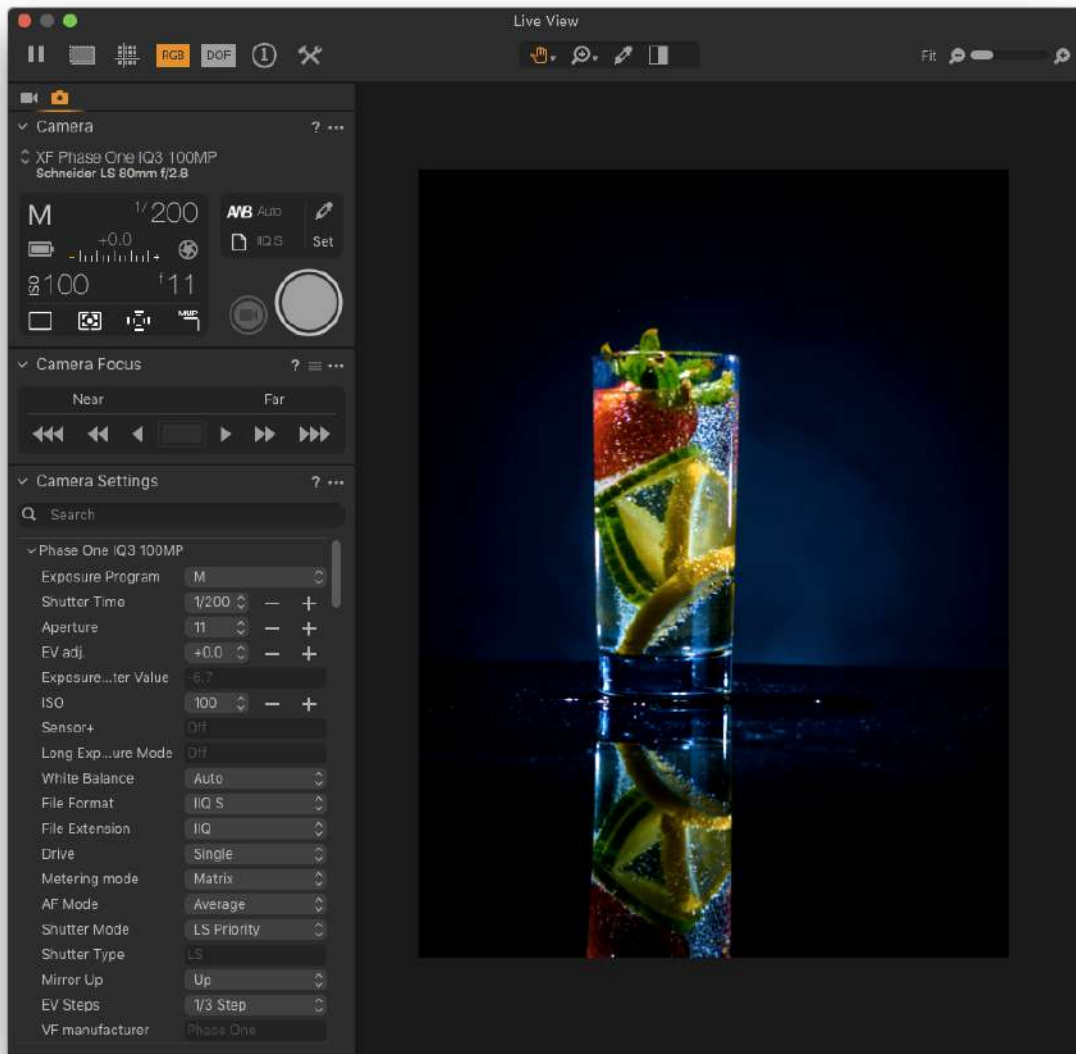 Live View
RGB DOF 1
Fit
Camera ?
XF Phase One IQ3 100MP
Schneider LS 80mm f/2.8
M 1/200 AWB Auto
+0.0
IIQ S Set
ISO 100 f11
MUP
Camera Focus ?
Near Far
Camera Settings ?
Search
Phase One IQ3 100MP
Exposure Program M
Shutter Time 1/200 − +
Aperture 11 − +
EV adj. +0.0 − +
Exposure...ter Value -6.7
ISO 100 − +
Sensor+ Off
Long Exp...ure Mode Off
White Balance Auto
File Format IIQ S
File Extension IIQ
Drive Single
Metering mode Matrix
AF Mode Average
Shutter Mode LS Priority
Shutter Type LS
Mirror Up Up
EV Steps 1/3 Step
VF manufacturer Phase One